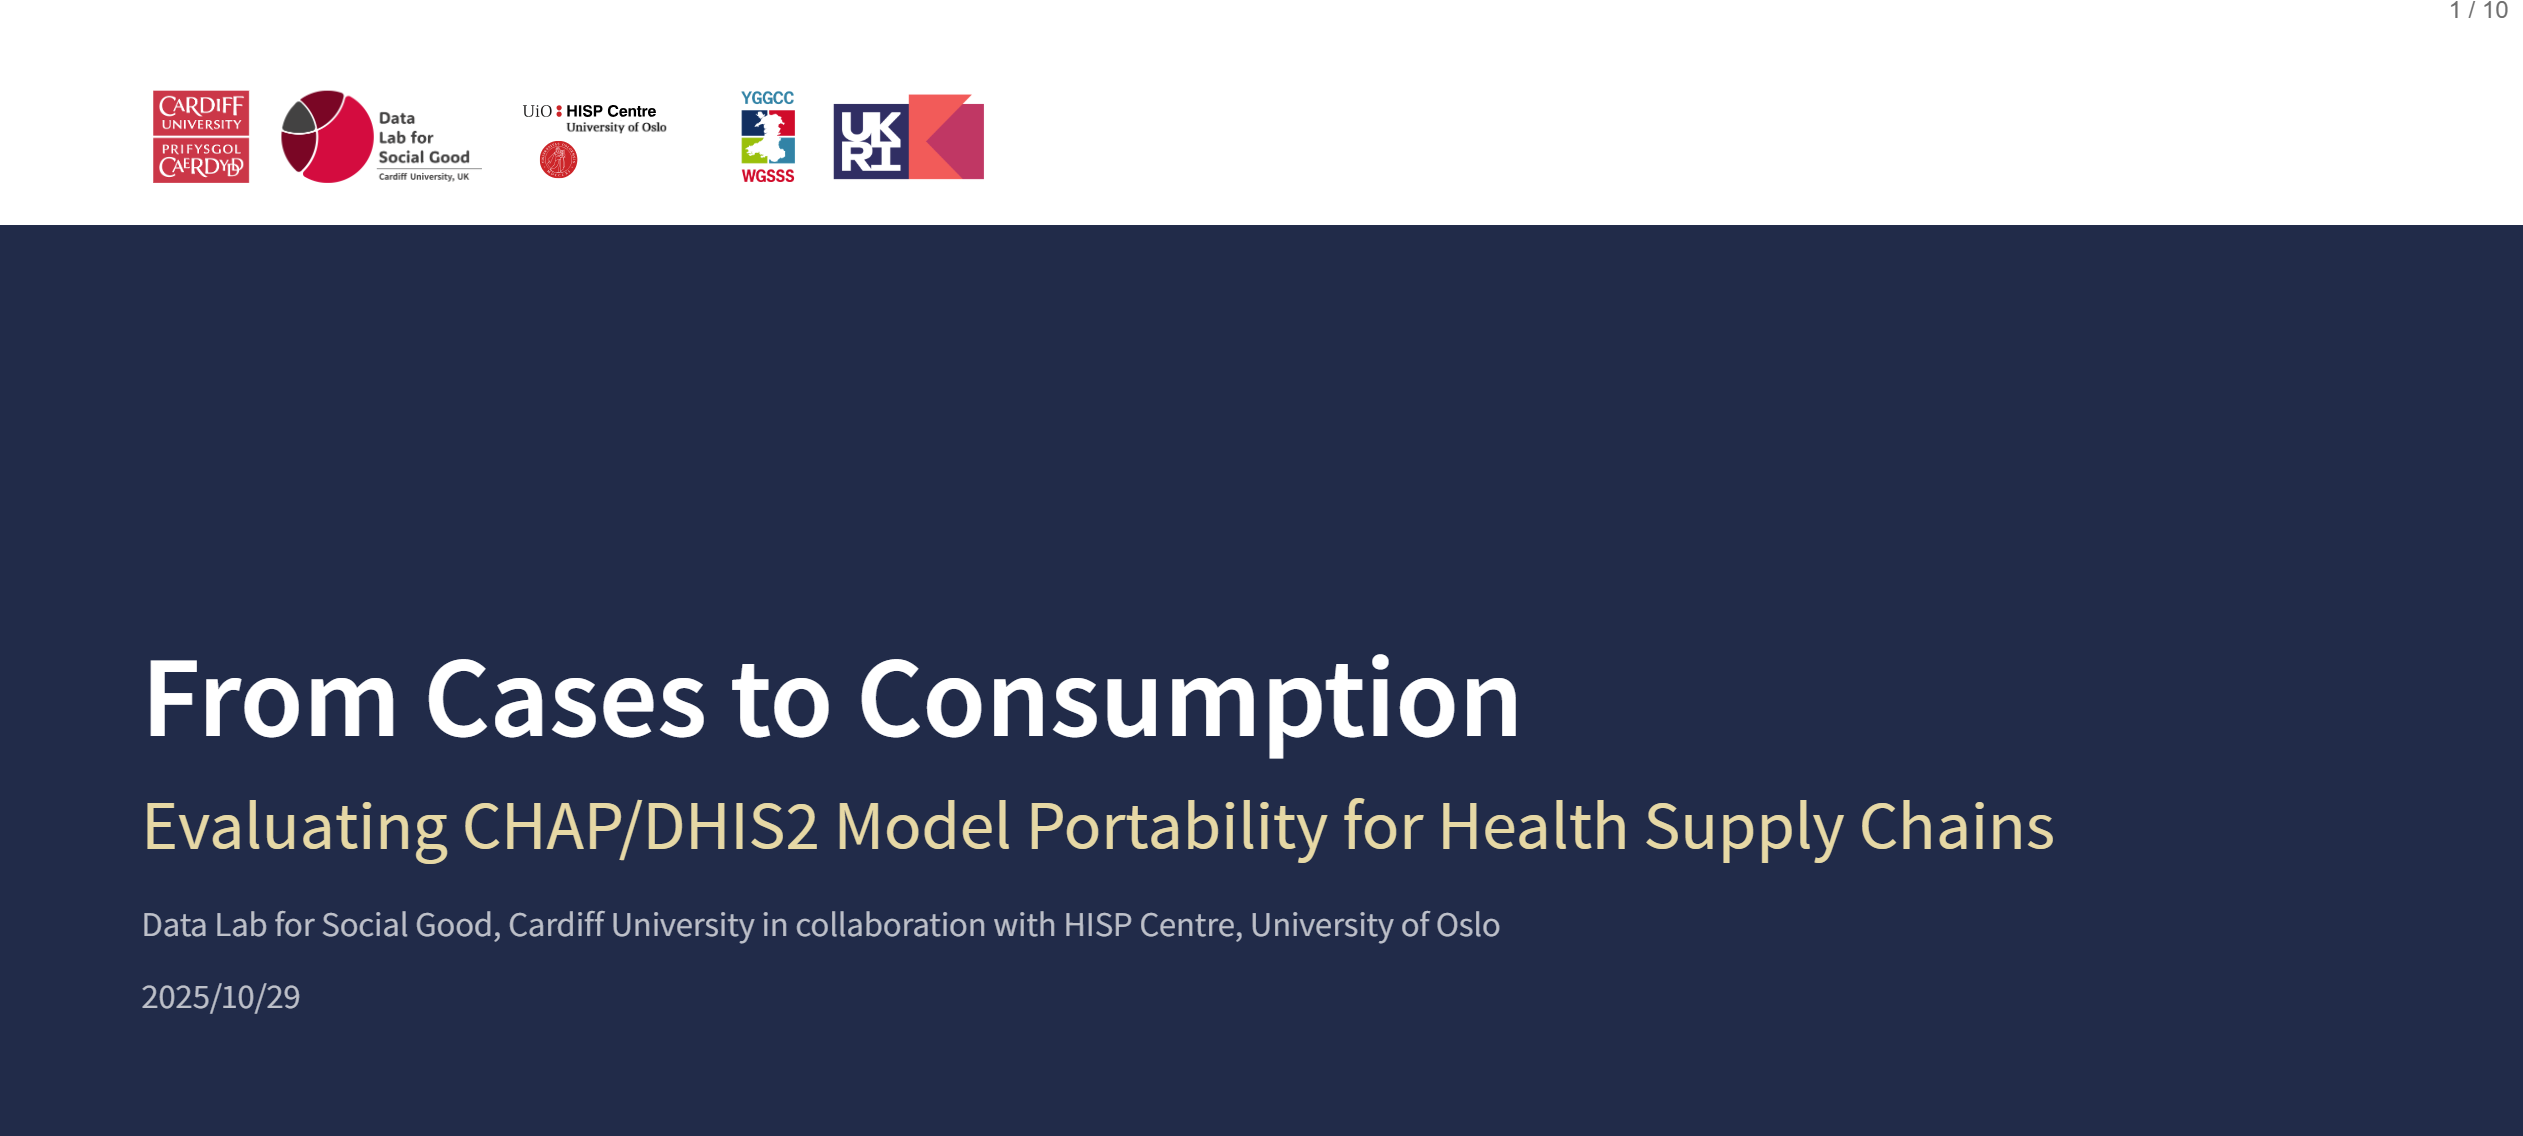 1 / 10
CARDIFF
UNIVERSITY
PRIFYSGOL
CAERDYDD
Data
Lab for
Social Good
Cardiff University, UK
UiO : HISP Centre
University of Oslo
YGGCC
WGSSS
UK
RI
From Cases to Consumption
Evaluating CHAP/DHIS2 Model Portability for Health Supply Chains
Data Lab for Social Good, Cardiff University in collaboration with HISP Centre, University of Oslo
2025/10/29